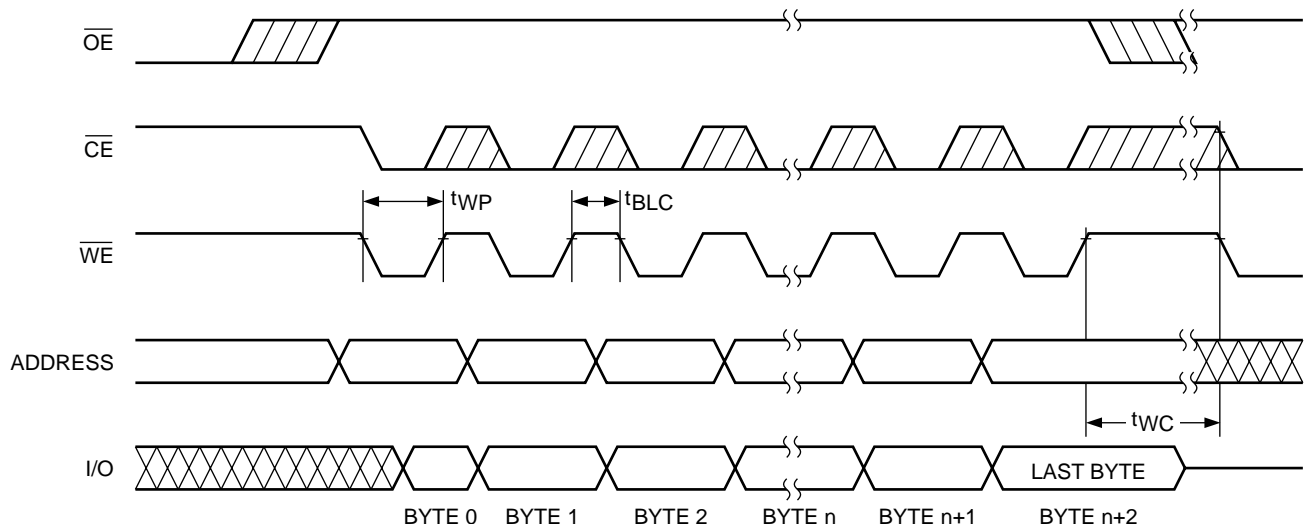 OE
CE
tWP
tBLC
WE
ADDRESS
tWC
I/O
LAST BYTE
BYTE 0 BYTE 1 BYTE 2 BYTE n BYTE n+1 BYTE n+2